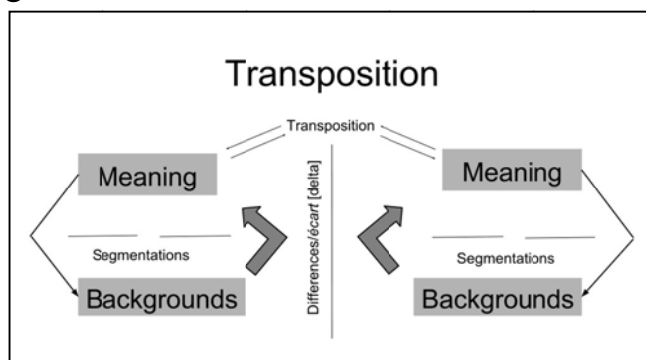 Transposition
Transposition
Meaning
Meaning
Differences/écart [delta]
Segmentations
Segmentations
Backgrounds
Backgrounds